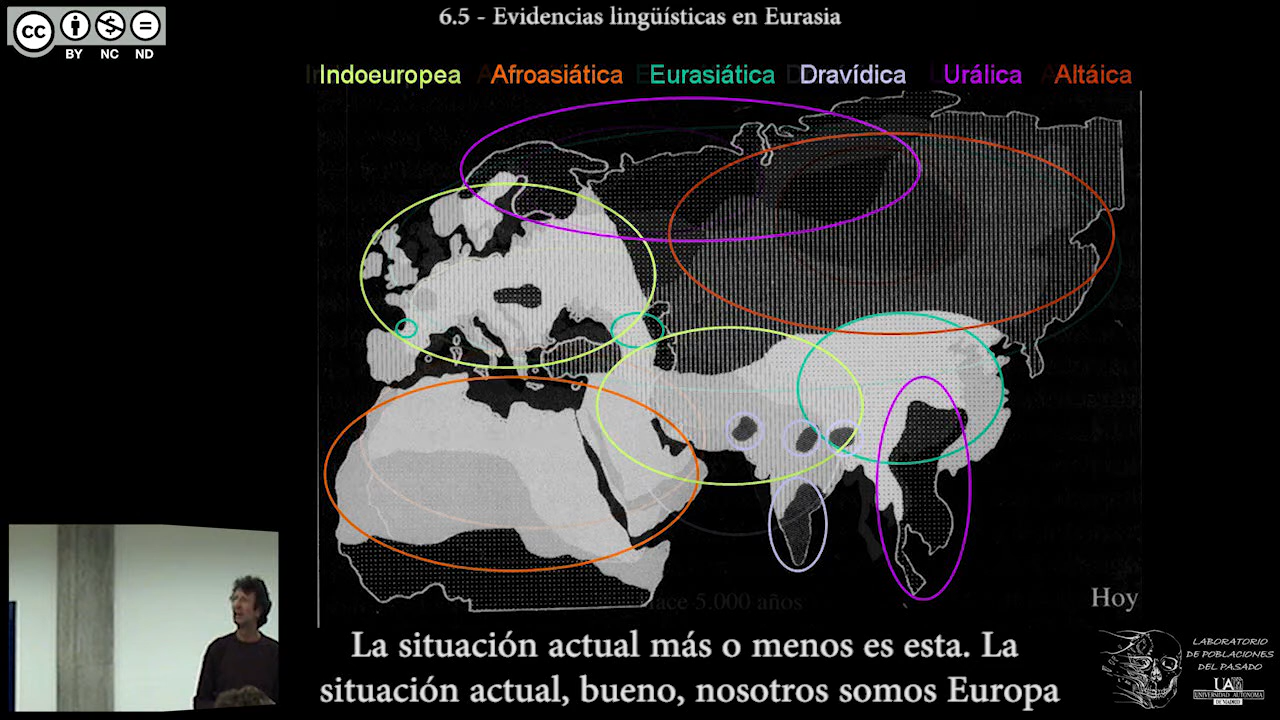 6.5 - Evidencias lingüísticas en Eurasia
cc
BY NC ND
Indoeuropea Afroasiática Eurasiática Dravídica Urálica Altáica
hace 5.000 años
Hoy
La situación actual más o menos es esta. La
situación actual, bueno, nosotros somos Europa
LABORATORIO
DE POBLACIONES
DEL PASADO
UA
UNIVERSIDAD AUTONOMA
DE MADRID